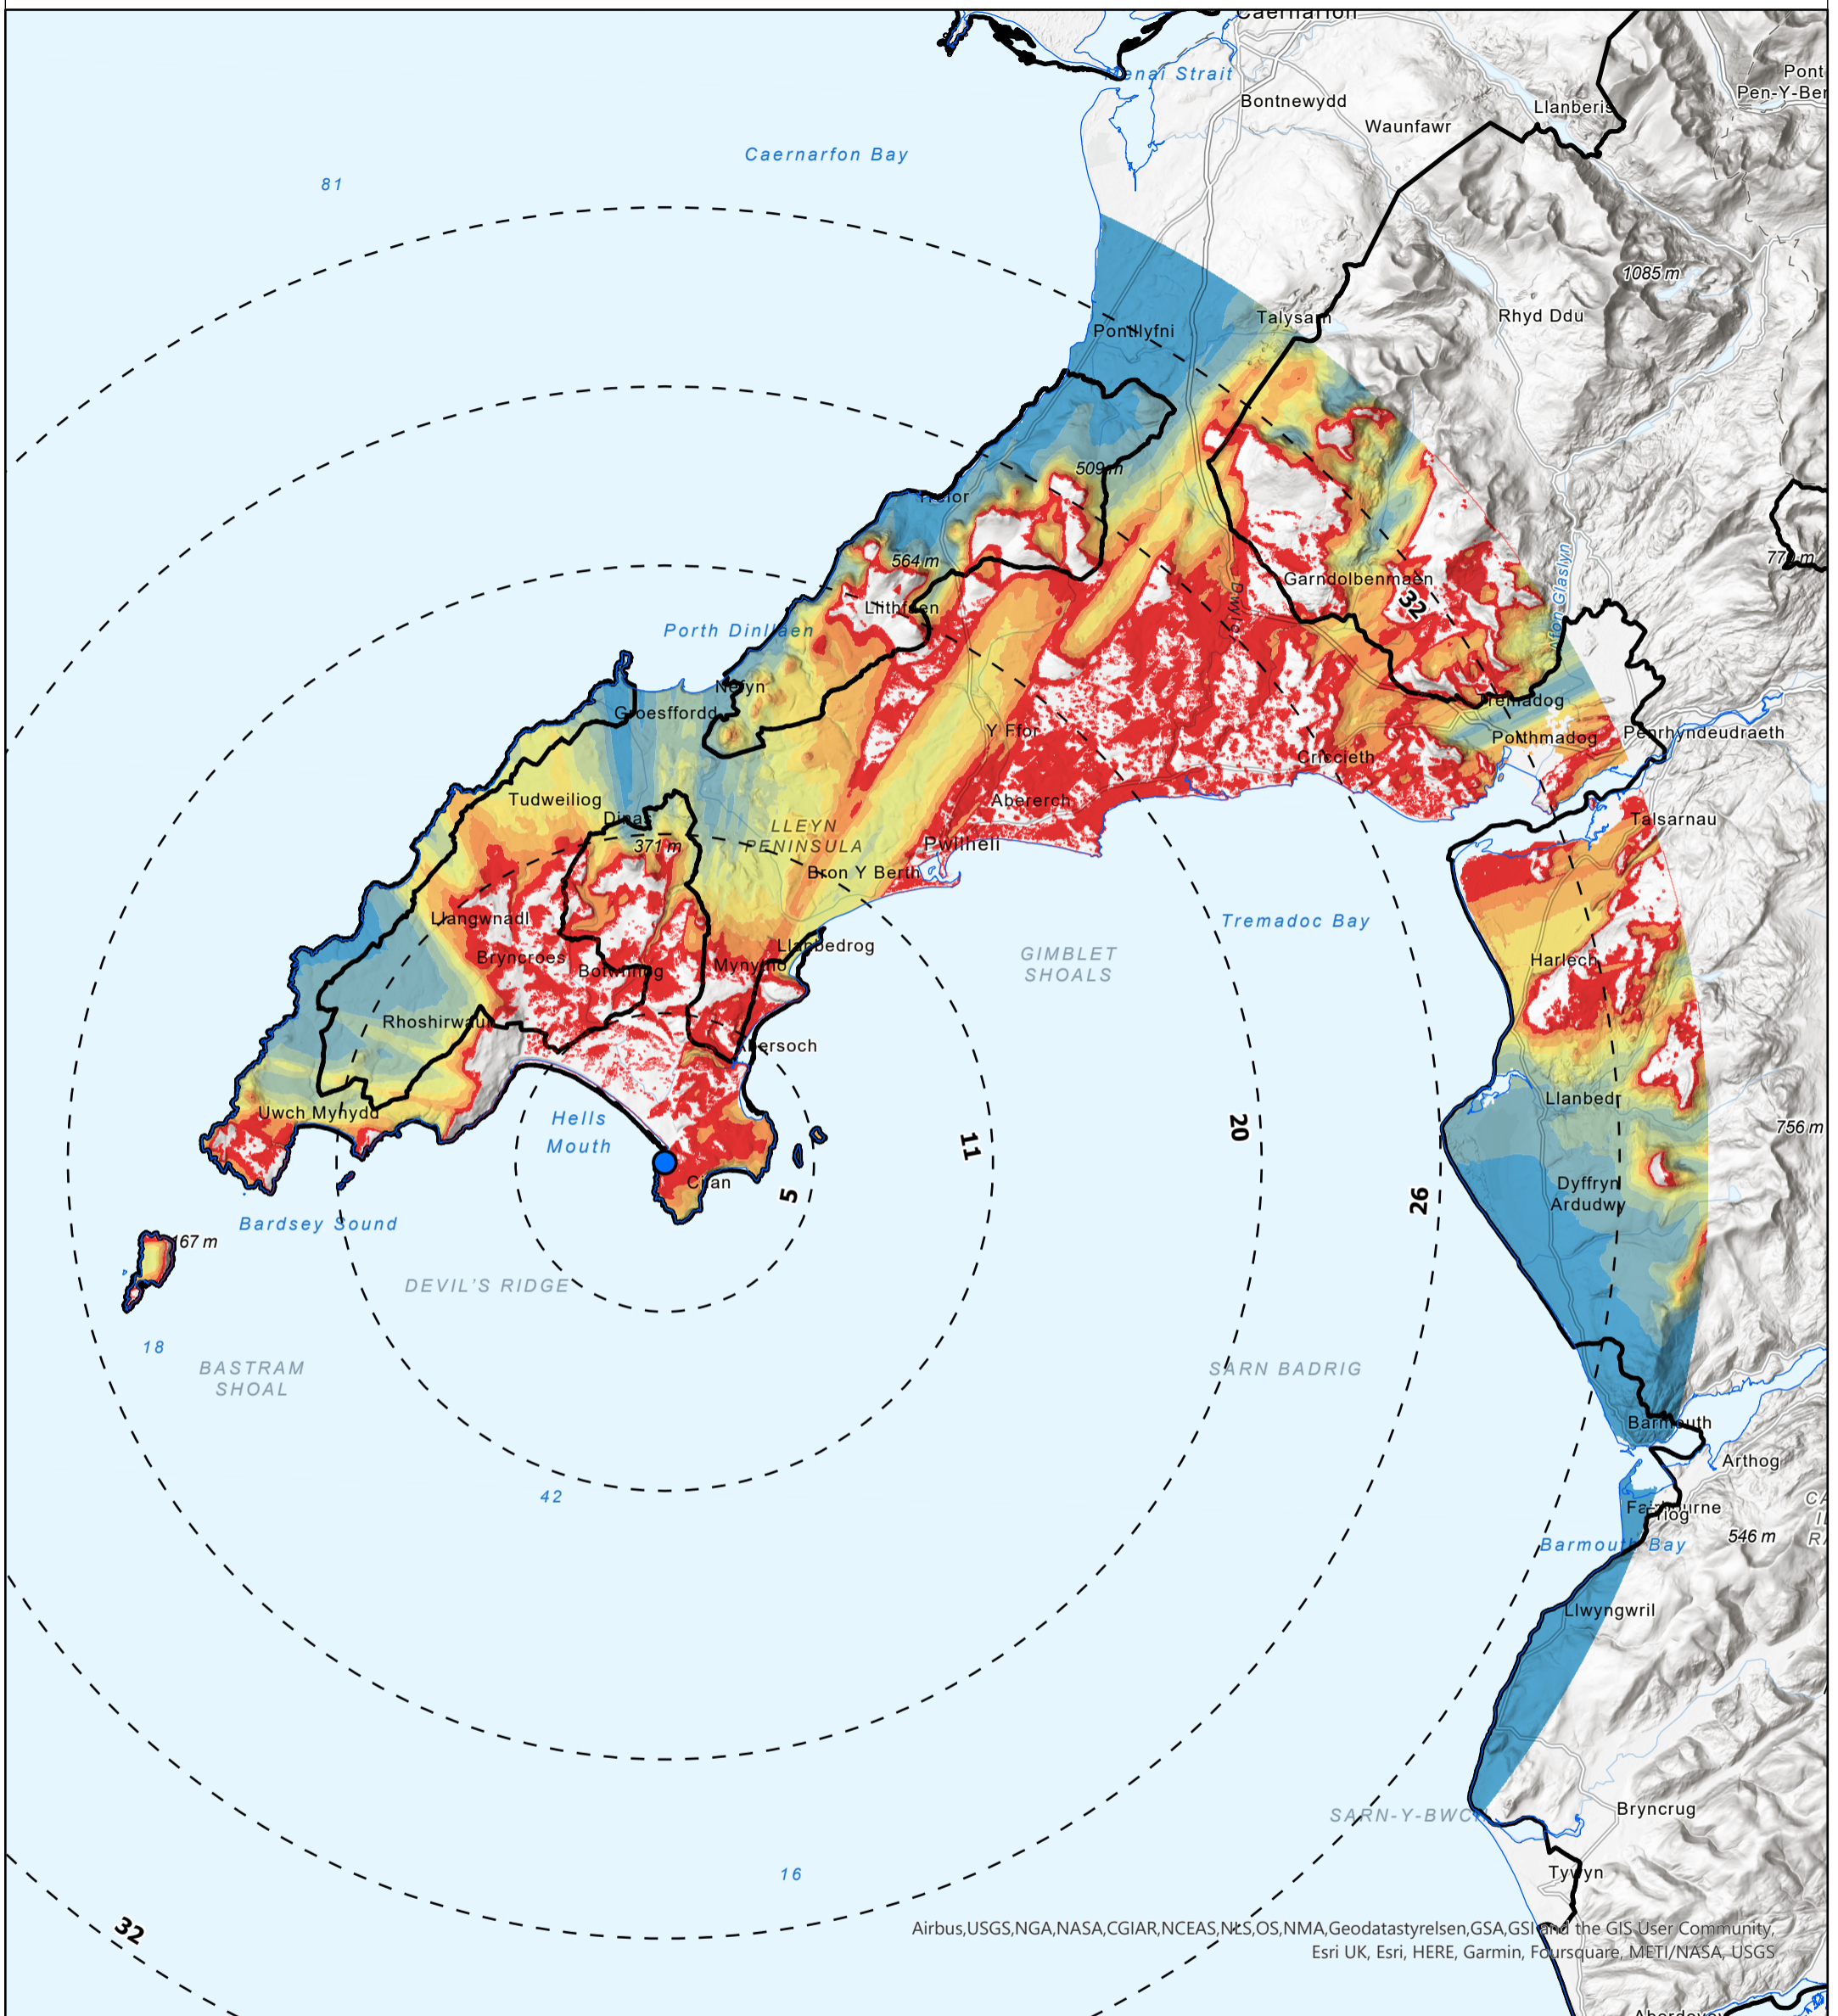 Caernarfon
Menai Strait
Pont
Pen-Y-Ber
Bontnewydd
Llanberis
Waunfawr
Caernarfon Bay
81
1085 m
Rhyd Ddu
Talysarn
Pontllyfni
509 m
Trefor
564 m
Garndolbenmaen
32
Afon Glaslyn
Dwyfor
Llithfaen
Porth Dinllaen
Nefyn
Groesffordd
Tremadog
Porthmadog
Penrhyndeudraeth
Y Ffor
Criccieth
Tudweiliog
Dinas
Abererch
Talsarnau
LLEYN
PENINSULA
371 m
Pwllheli
Bron Y Berth
Llangwnadl
Tremadoc Bay
Llanbedrog
GIMBLET
SHOALS
Bryncroes
Botwnnog
Mynytho
Harlech
Rhoshirwaun
Abersoch
Llanbedr
Uwch Mynydd
Hells
Mouth
11
20
756 m
Cilan
5
26
Dyffryn
Ardudwy
Bardsey Sound
167 m
DEVIL'S RIDGE
18
BASTRAM
SHOAL
SARN BADRIG
Barmouth
Arthog
42
Fairbourne
Friog
546 m
Barmouth Bay
Llwyngwril
SARN-Y-BWCH
Bryncrug
16
Tywyn
32
Airbus,USGS,NGA,NASA,CGIAR,NCEAS,NLS,OS,NMA,Geodatastyrelsen,GSA,GSI and the GIS User Community,
Esri UK, Esri, HERE, Garmin, Foursquare, METI/NASA, USGS